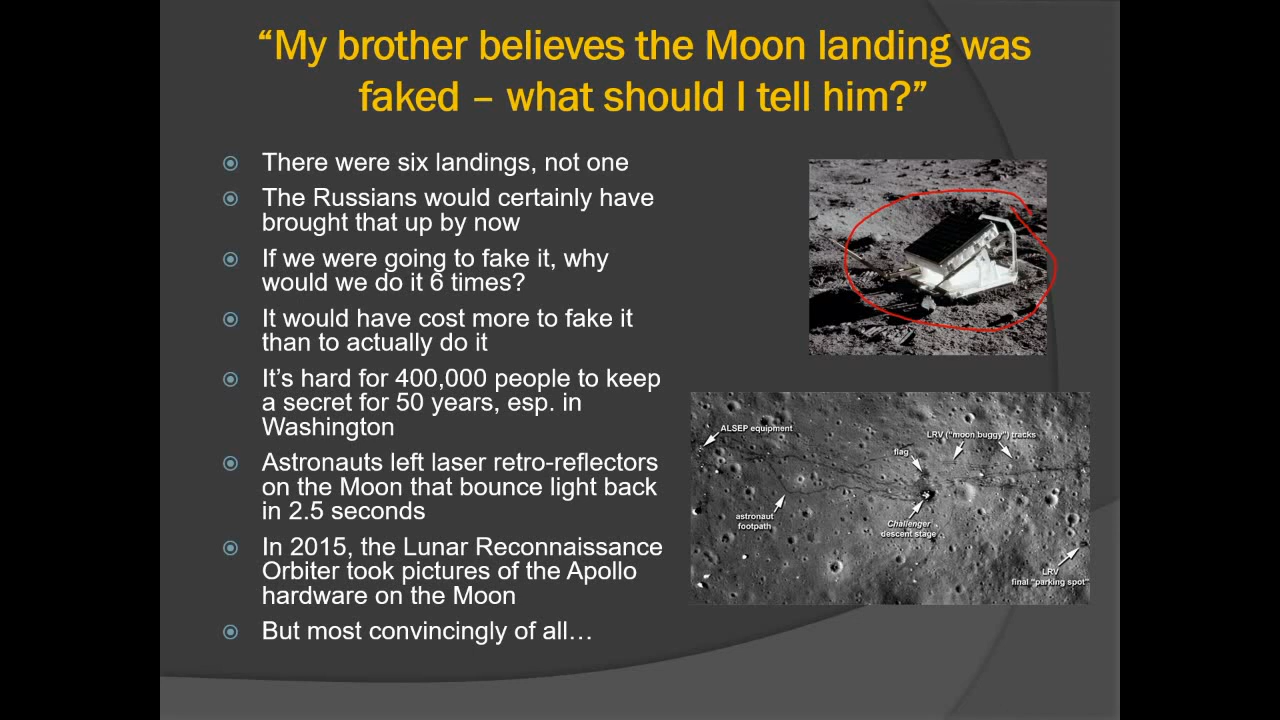 “My brother believes the Moon landing was
faked – what should I tell him?”
There were six landings, not one
The Russians would certainly have
brought that up by now
If we were going to fake it, why
would we do it 6 times?
It would have cost more to fake it
than to actually do it
It’s hard for 400,000 people to keep
a secret for 50 years, esp. in
Washington
Astronauts left laser retro-reflectors
on the Moon that bounce light back
in 2.5 seconds
In 2015, the Lunar Reconnaissance
Orbiter took pictures of the Apollo
hardware on the Moon
But most convincingly of all…
ALSEP equipment
LRV ("moon buggy") tracks
flag
astronaut
footpath
Challenger
descent stage
LRV
final "parking spot"